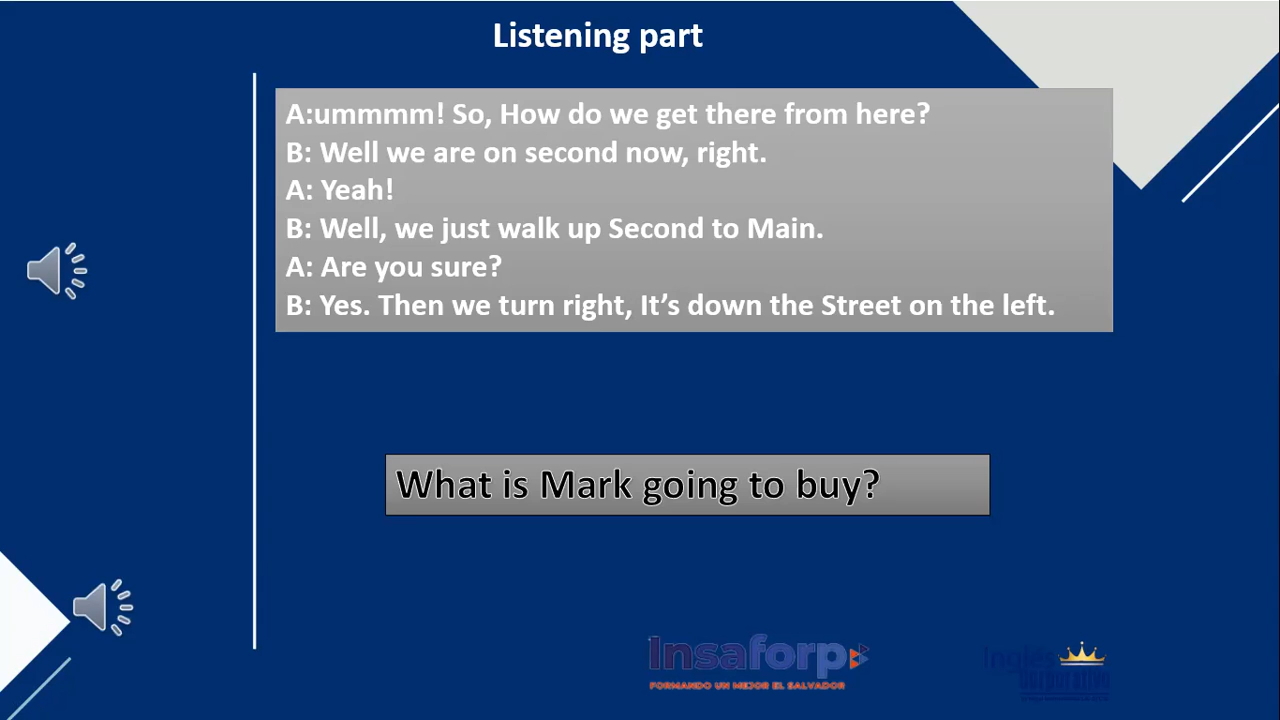 Listening part
A:ummmm! So, How do we get there from here?
B: Well we are on second now, right.
A: Yeah!
B: Well, we just walk up Second to Main.
A: Are you sure?
B: Yes. Then we turn right, It’s down the Street on the left.
What is Mark going to buy?
Insaforp
FORMANDO UN MEJOR EL SALVADOR
Inglés
Corporativo